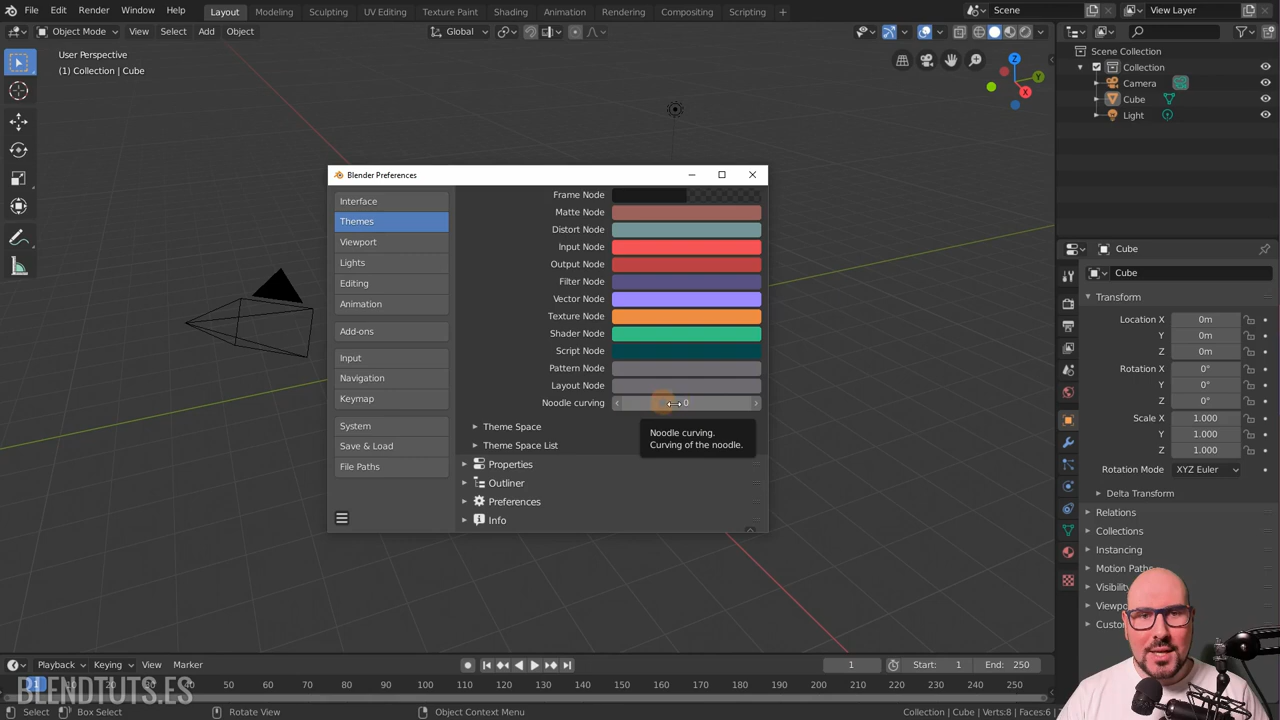 File Edit Render Window Help Layout Modeling Sculpting UV Editing Texture Paint Shading Animation Rendering Compositing Scripting + Scene View Layer
Object Mode View Select Add Object Global
User Perspective
(1) Collection | Cube
Scene Collection
Collection
Camera
Cube
Light
Z
Y
X
Blender Preferences
Interface
Themes
Viewport
Lights
Editing
Animation
Add-ons
Input
Navigation
Keymap
System
Save & Load
File Paths
Frame Node
Matte Node
Distort Node
Input Node
Output Node
Filter Node
Vector Node
Texture Node
Shader Node
Script Node
Pattern Node
Layout Node
Noodle curving 0
Noodle curving.
Curving of the noodle.
Theme Space
Theme Space List
Properties
Outliner
Preferences
Info
Cube
Cube
Transform
Location X 0m
Y 0m
Z 0m
Rotation X 0°
Y 0°
Z 0°
Scale X 1.000
Y 1.000
Z 1.000
Rotation Mode XYZ Euler
Delta Transform
Relations
Collections
Instancing
Motion Paths
Playback Keying View Marker 1 Start: 1 End: 250
1 50 60 70 80 90 100 110 120 130 140 150 160 170 180 190 200 210 220 230 240 250
BLENDTUTS.ES
Select Box Select Rotate View Object Context Menu Collection | Cube | Verts:8 | Faces:6 |